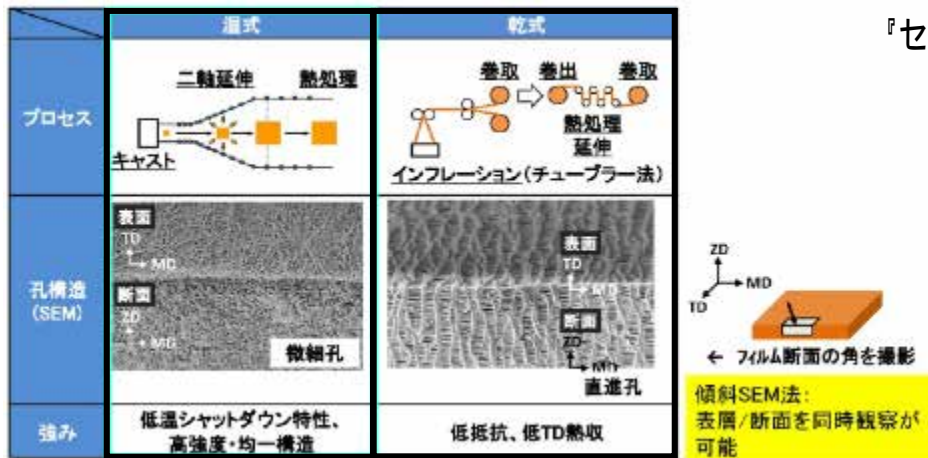 湿式
乾式
『セ
プロセス
二軸延伸
熱処理
キャスト
巻取
巻出
巻取
熱処理
延伸
インフレーション(チューブラー法)
孔構造
(SEM)
表面
TD
MD
断面
ZD
MD
微細孔
表面
TD
MD
断面
ZD
MD
直進孔
ZD
MD
TD
← フィルム断面の角を撮影
強み
低温シャットダウン特性、
高強度・均一構造
低抵抗、低TD熱収
傾斜SEM法:
表層/断面を同時観察が
可能